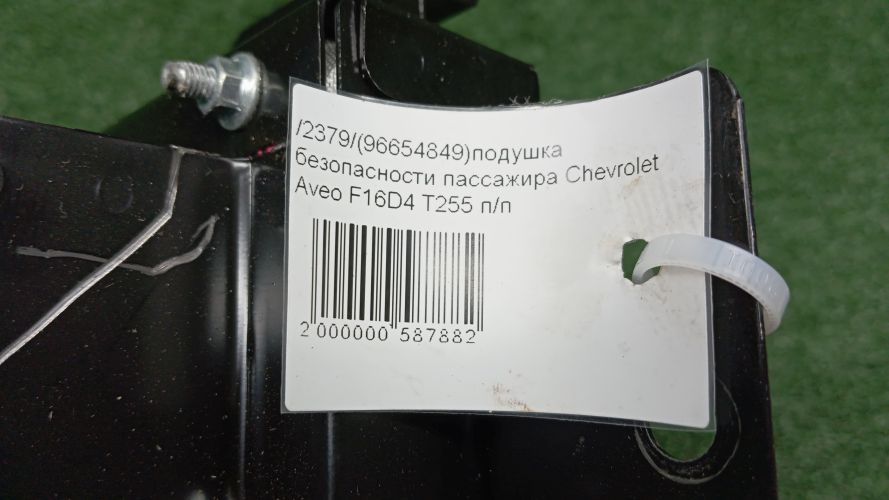 /2379/(96654849)подушка
безопасности пассажира Chevrolet
Aveo F16D4 T255 п/п
2 000000 587882